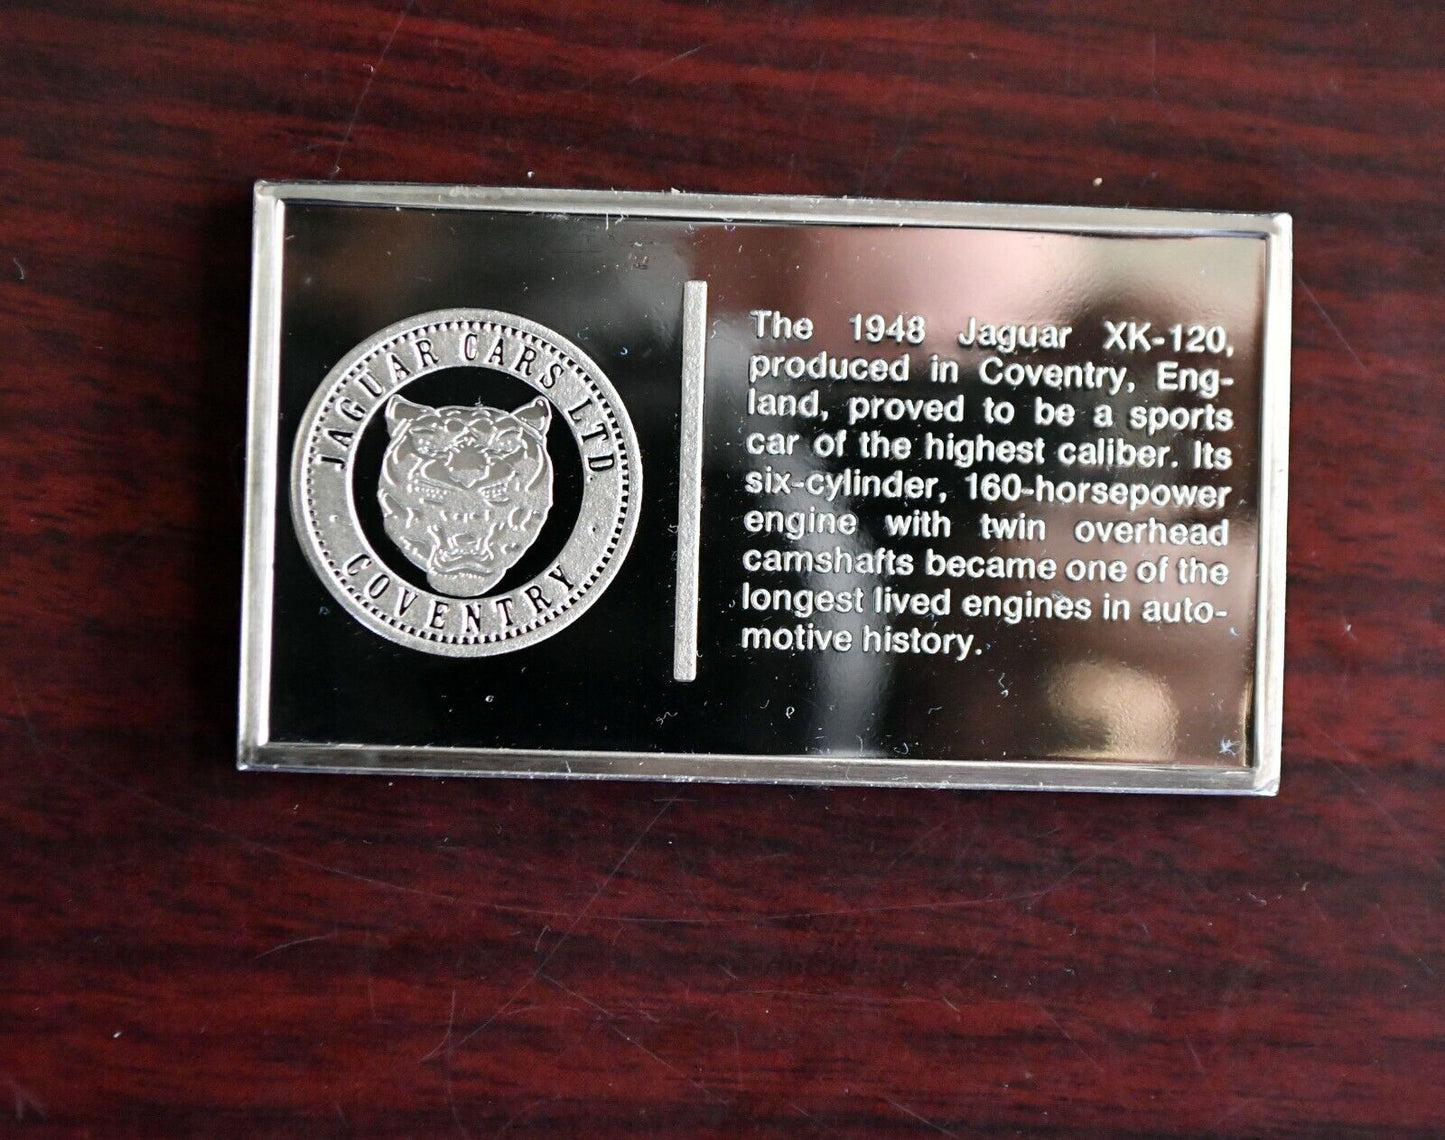 JAGUAR CARS LTD.
COVENTRY
The 1948 Jaguar XK-120,
produced in Coventry, Eng-
land, proved to be a sports
car of the highest caliber. Its
six-cylinder, 160-horsepower
engine with twin overhead
camshafts became one of the
longest lived engines in auto-
motive history.